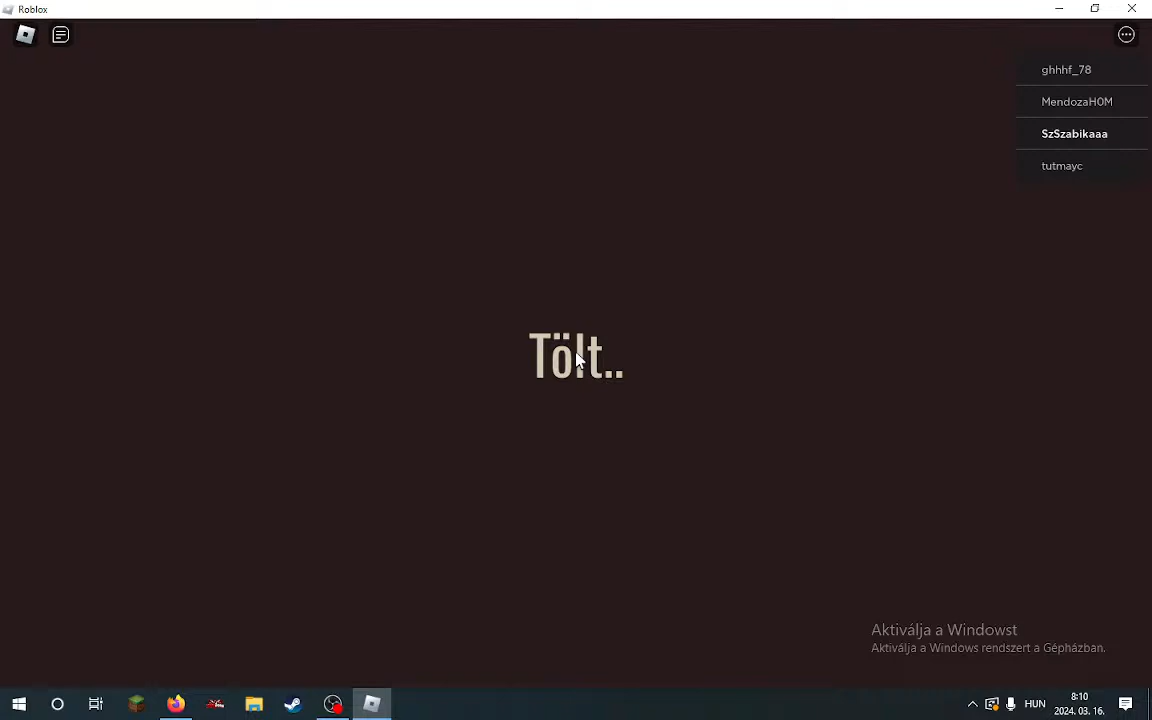 Roblox
ghhhf_78
MendozaH0M
SzSzabikaaa
tutmayc
Tölt..
Aktiválja a Windowst
Aktiválja a Windows rendszert a Gépházban.
HUN
8:10
2024. 03. 16.